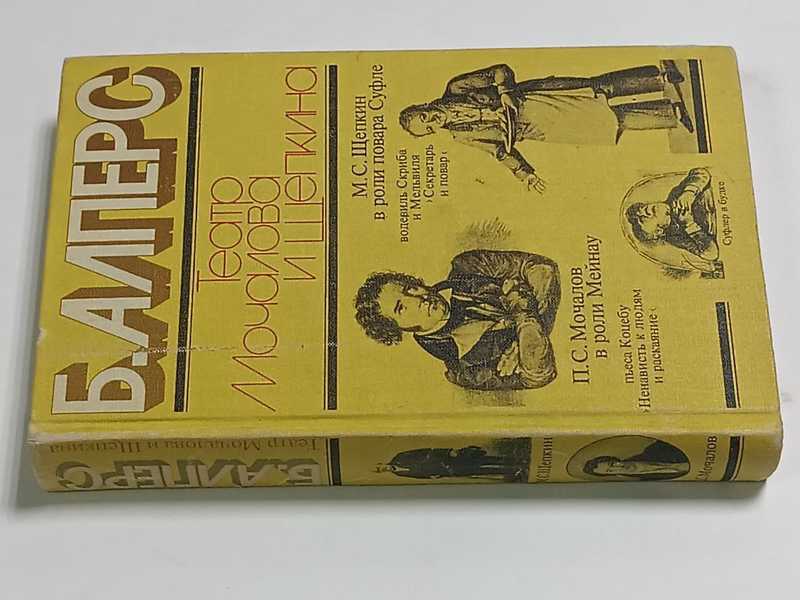 Б.АЛПЕРС
Театр
Мочалова
и Щепкина
М.С.Щепкин
в роли повара Суфле
водевиль Скриба
и Мельвиля
›Секретарь
и повар‹
П.С.Мочалов
в роли Мейнау
пьеса Коцебу
›Ненависть к людям
и раскаяние‹
Суфлер в будке
Б.АЛПЕРС
Театр Мочалова и Щепкина
С.Щепкин
Мочалов